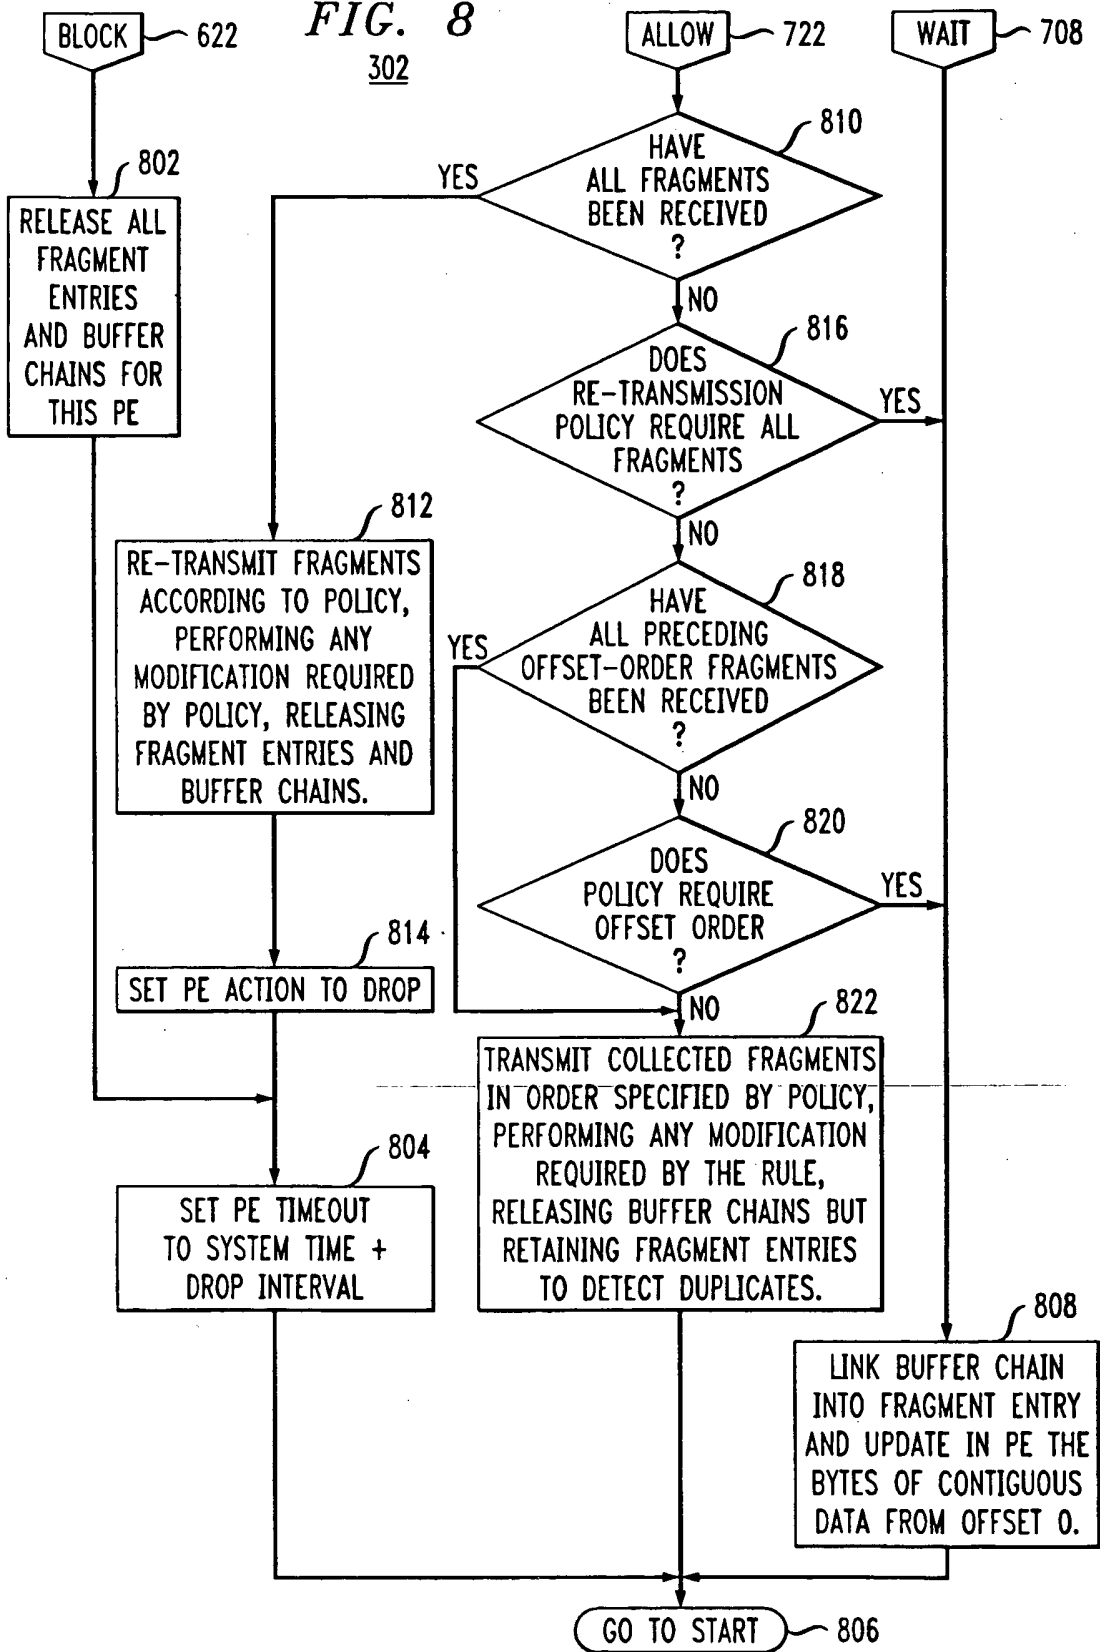 FIG. 8
302
BLOCK
622
ALLOW
722
WAIT
708
802
RELEASE ALL
FRAGMENT
ENTRIES
AND BUFFER
CHAINS FOR
THIS PE
810
HAVE
ALL FRAGMENTS
BEEN RECEIVED
?
YES
NO
816
DOES
RE-TRANSMISSION
POLICY REQUIRE ALL
FRAGMENTS
?
YES
NO
812
RE-TRANSMIT FRAGMENTS
ACCORDING TO POLICY,
PERFORMING ANY
MODIFICATION REQUIRED
BY POLICY, RELEASING
FRAGMENT ENTRIES AND
BUFFER CHAINS.
818
HAVE
ALL PRECEDING
OFFSET-ORDER FRAGMENTS
BEEN RECEIVED
?
YES
NO
820
DOES
POLICY REQUIRE
OFFSET ORDER
?
YES
NO
814
SET PE ACTION TO DROP
822
TRANSMIT COLLECTED FRAGMENTS
IN ORDER SPECIFIED BY POLICY,
PERFORMING ANY MODIFICATION
REQUIRED BY THE RULE,
RELEASING BUFFER CHAINS BUT
RETAINING FRAGMENT ENTRIES
TO DETECT DUPLICATES.
804
SET PE TIMEOUT
TO SYSTEM TIME +
DROP INTERVAL
808
LINK BUFFER CHAIN
INTO FRAGMENT ENTRY
AND UPDATE IN PE THE
BYTES OF CONTIGUOUS
DATA FROM OFFSET 0.
GO TO START
806